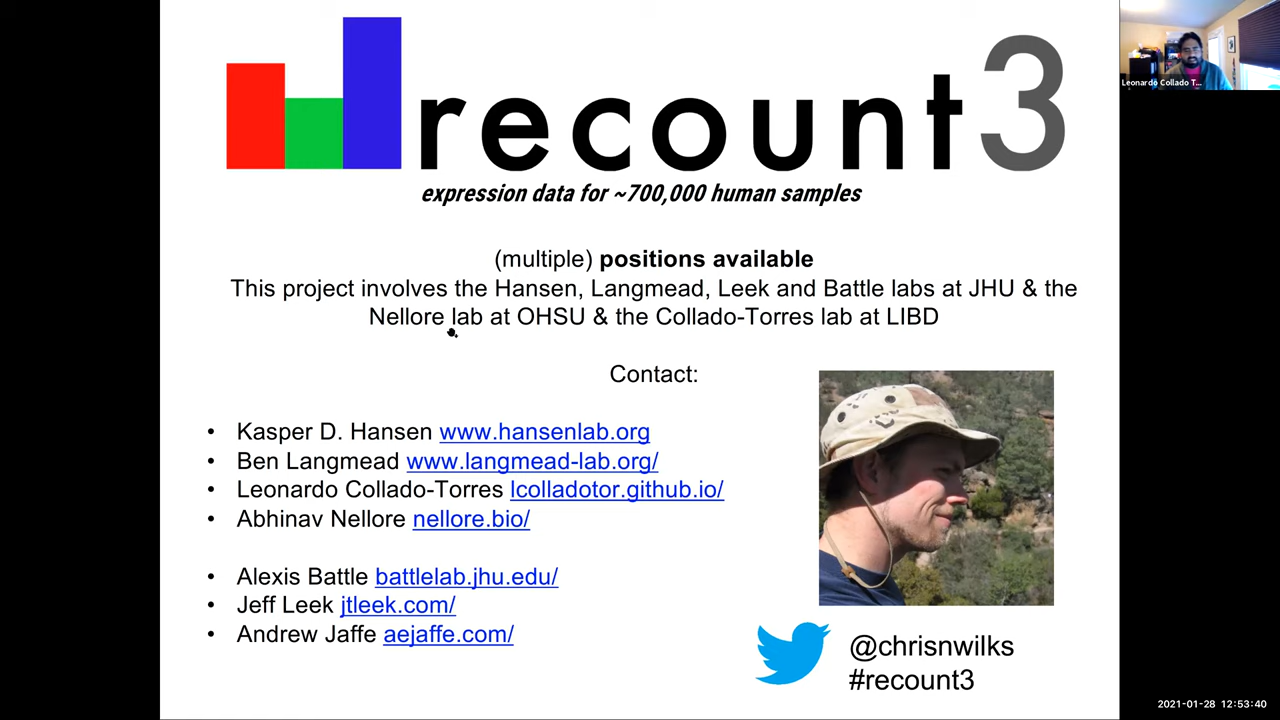 recount3
expression data for ~700,000 human samples
Leonardo Collado T...
(multiple) positions available
This project involves the Hansen, Langmead, Leek and Battle labs at JHU & the
Nellore lab at OHSU & the Collado-Torres lab at LIBD
Contact:
• Kasper D. Hansen www.hansenlab.org
• Ben Langmead www.langmead-lab.org/
• Leonardo Collado-Torres lcolladotor.github.io/
• Abhinav Nellore nellore.bio/
• Alexis Battle battlelab.jhu.edu/
• Jeff Leek jtleek.com/
• Andrew Jaffe aejaffe.com/
@chrisnwilks
#recount3
2021-01-28 12:53:40